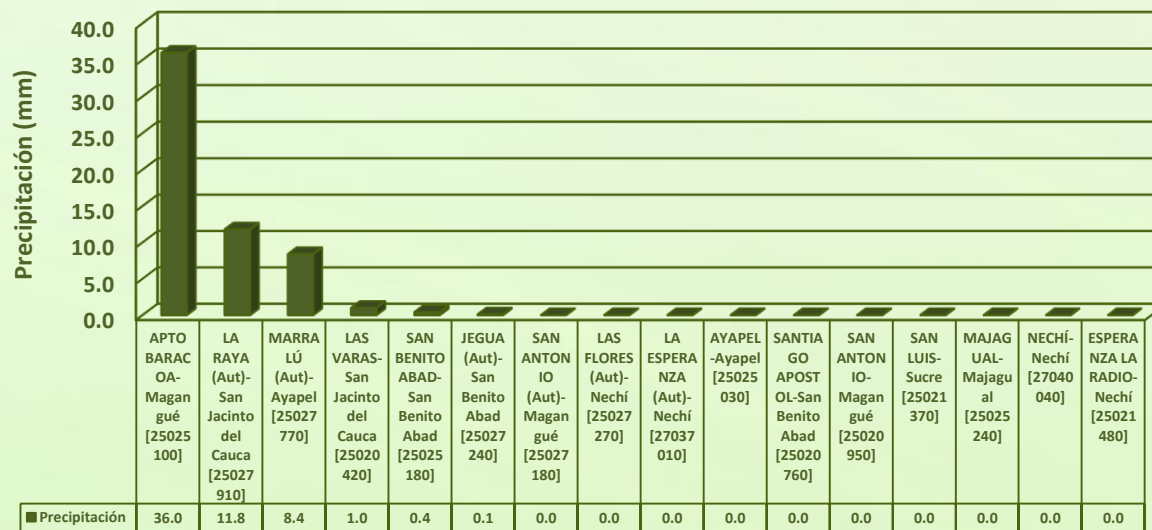 Precipitación (mm)
40.0
35.0
30.0
25.0
20.0
15.0
10.0
5.0
0.0
APTO
BARAC
OA-
Magan
gué
[25025
100]
LA
RAYA
(Aut)-
San
Jacinto
del
Cauca
[25027
910]
MARRA
LÚ
(Aut)-
Ayapel
[25027
770]
LAS
VARAS-
San
Jacinto
del
Cauca
[25020
420]
SAN
BENITO
ABAD-
San
Benito
Abad
[25025
180]
JEGUA
(Aut)-
San
Benito
Abad
[25027
240]
SAN
ANTON
IO
(Aut)-
Magan
gué
[25027
180]
LAS
FLORES
(Aut)-
Nechí
[25027
270]
LA
ESPERA
NZA
(Aut)-
Nechí
[27037
010]
AYAPEL
-Ayapel
[25025
030]
SANTIA
GO
APOST
OL-San
Benito
Abad
[25020
760]
SAN
ANTON
IO-
Magan
gué
[25020
950]
SAN
LUIS-
Sucre
[25021
370]
MAJAG
UAL-
Majagu
al
[25025
240]
NECHÍ-
Nechí
[27040
040]
ESPERA
NZA LA
RADIO-
Nechí
[25021
480]
Precipitación 36.0 11.8 8.4 1.0 0.4 0.1 0.0 0.0 0.0 0.0 0.0 0.0 0.0 0.0 0.0 0.0